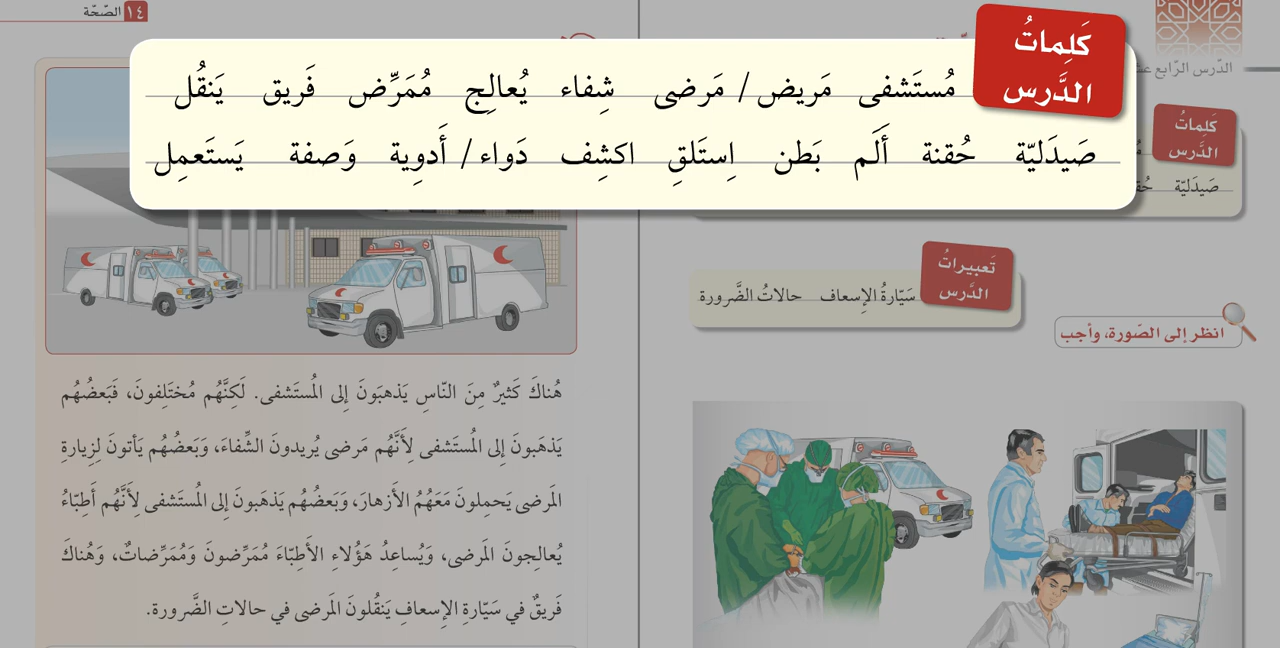 كَلِماتُ
الدَّرس
مُستَشفى مَريض / مَرضى شِفاء يُعالِج مُمَرِّض فَريق يَنقُل
صَيدَليّة حُقنة أَلَم بَطن اِستَلقِ اكشِف دَواء / أَدوِية وَصفة يَستَعمِل
الدّرس الرّابع عش
كَلِماتُ
الدَّرس
صَيدَليّة
تَعبيراتُ
الدَّرس
سَيّارةُ الإسعاف حالاتُ الضَّرورة
انظر إلى الصّورة، وأجب
١٤ الصّحّة
هُناكَ كَثيرٌ مِنَ النّاسِ يَذهبَونَ إلى المُستَشفى. لَكِنَّهُم مُختَلِفونَ، فَبَعضُهُم
يَذهَبونَ إلى المُستَشفى لِأَنَّهُم مَرضى يُريدونَ الشِّفاءَ، وَبَعضُهُم يَأتونَ لِزِيارةِ
المَرضى يَحمِلونَ مَعَهُمُ الأَزهارَ، وَبَعضُهُم يَذهَبونَ إلى المُستَشفى لِأَنَّهُم أَطِبّاءُ
يُعالِجونَ المَرضى، وَيُساعِدُ هَؤُلاءِ الأَطِبّاءَ مُمَرِّضونَ وَمُمَرِّضاتٌ، وَهُناكَ
فَريقٌ في سَيّارةِ الإسعافِ يَنقُلونَ المَرضى في حالاتِ الضَّرورة.